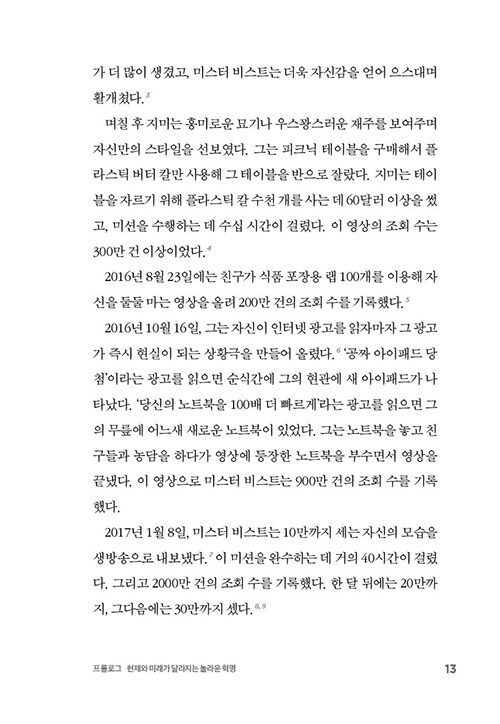 가 더 많이 생겼고, 미스터 비스트는 더욱 자신감을 얻어 으스대며
활개쳤다.3
며칠 후 지미는 흥미로운 묘기나 우스꽝스러운 재주를 보여주며
자신만의 스타일을 선보였다. 그는 피크닉 테이블을 구매해서 플
라스틱 버터 칼만 사용해 그 테이블을 반으로 잘랐다. 지미는 테이
블을 자르기 위해 플라스틱 칼 수천 개를 사는 데 60달러 이상을 썼
고, 미션을 수행하는 데 수십 시간이 걸렸다. 이 영상의 조회 수는
300만 건 이상이었다.4
2016년 8월 23일에는 친구가 식품 포장용 랩 100개를 이용해 자
신을 둘둘 마는 영상을 올려 200만 건의 조회 수를 기록했다.5
2016년 10월 16일, 그는 자신이 인터넷 광고를 읽자마자 그 광고
가 즉시 현실이 되는 상황극을 만들어 올렸다.6 ‘공짜 아이패드 당
첨’이라는 광고를 읽으면 순식간에 그의 현관에 새 아이패드가 나
타났다. ‘당신의 노트북을 100배 더 빠르게’라는 광고를 읽으면 그
의 무릎에 어느새 새로운 노트북이 있었다. 그는 노트북을 놓고 친
구들과 농담을 하다가 영상에 등장한 노트북을 부수면서 영상을
끝냈다. 이 영상으로 미스터 비스트는 900만 건의 조회 수를 기록
했다.
2017년 1월 8일, 미스터 비스트는 10만까지 세는 자신의 모습을
생방송으로 내보냈다.7 이 미션을 완수하는 데 거의 40시간이 걸렸
다. 그리고 2000만 건의 조회 수를 기록했다. 한 달 뒤에는 20만까
지, 그다음에는 30만까지 셌다.8, 9
프롤로그 현재와 미래가 달라지는 놀라운 혁명 13